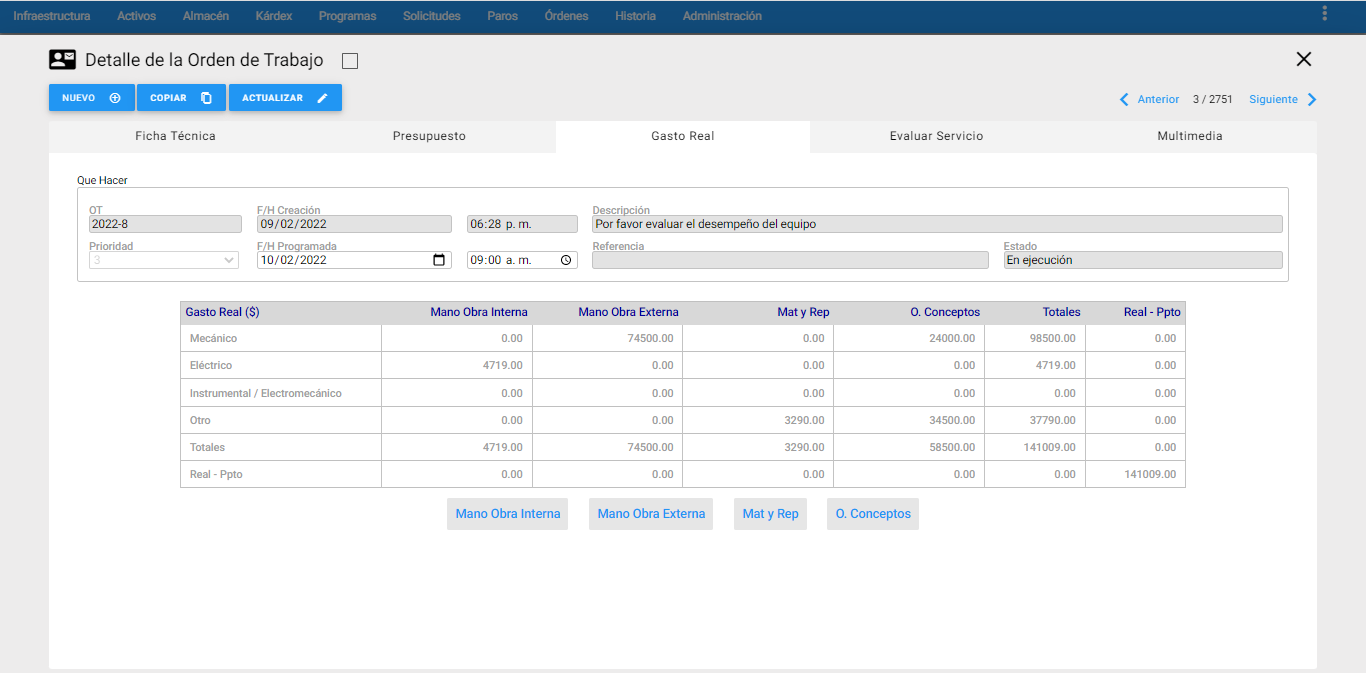 Infraestructura Activos Almacén Kárdex Programas Solicitudes Paros Órdenes Historia Administración
Detalle de la Orden de Trabajo
NUEVO COPIAR ACTUALIZAR
Anterior 3 / 2751 Siguiente
Ficha Técnica Presupuesto Gasto Real Evaluar Servicio Multimedia
Que Hacer
OT F/H Creación Descripción
2022-8 09/02/2022 06:28 p. m. Por favor evaluar el desempeño del equipo
Prioridad F/H Programada Referencia Estado
3 10/02/2022 09:00 a. m. En ejecución
Gasto Real ($) Mano Obra Interna Mano Obra Externa Mat y Rep O. Conceptos Totales Real - Ppto
Mecánico 0.00 74500.00 0.00 24000.00 98500.00 0.00
Eléctrico 4719.00 0.00 0.00 0.00 4719.00 0.00
Instrumental / Electromecánico 0.00 0.00 0.00 0.00 0.00 0.00
Otro 0.00 0.00 3290.00 34500.00 37790.00 0.00
Totales 4719.00 74500.00 3290.00 58500.00 141009.00 0.00
Real - Ppto 0.00 0.00 0.00 0.00 0.00 141009.00
Mano Obra Interna Mano Obra Externa Mat y Rep O. Conceptos